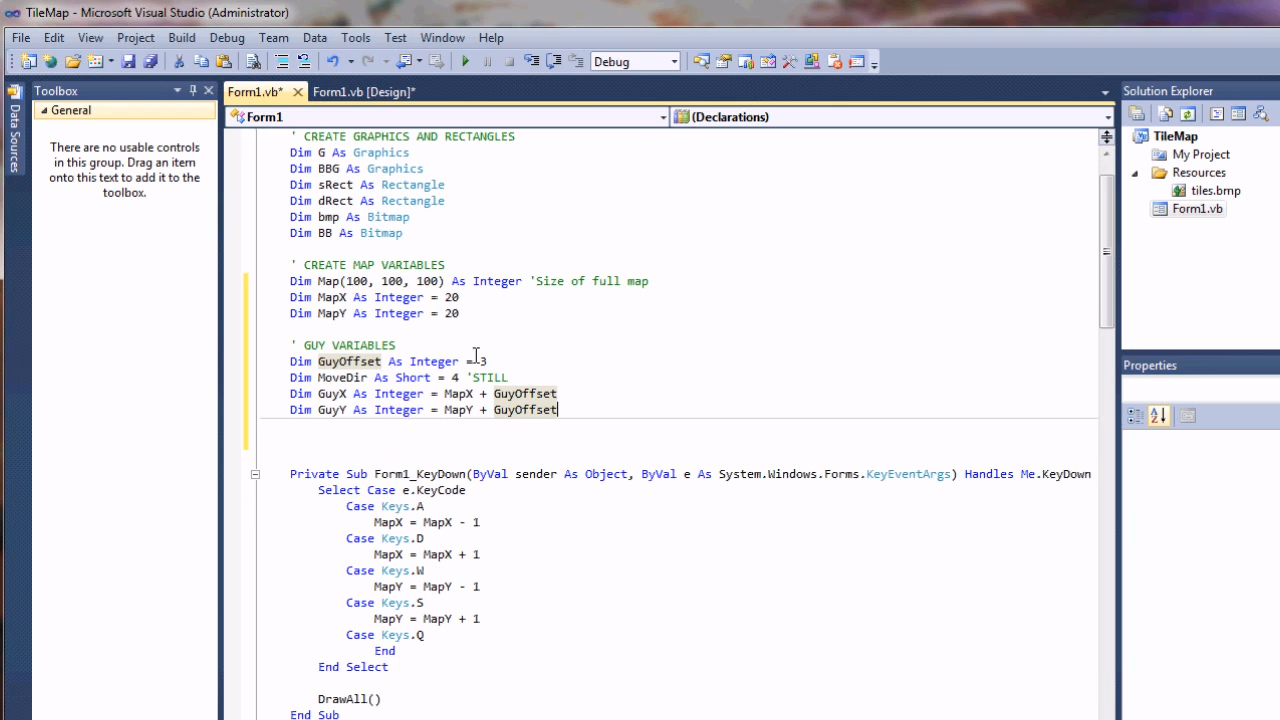 TileMap - Microsoft Visual Studio (Administrator)
File Edit View Project Build Debug Team Data Tools Test Window Help
Debug
Data Sources
Toolbox
General
There are no usable controls
in this group. Drag an item
onto this text to add it to the
toolbox.
Form1.vb* Form1.vb [Design]*
Form1 (Declarations)
' CREATE GRAPHICS AND RECTANGLES
Dim G As Graphics
Dim BBG As Graphics
Dim sRect As Rectangle
Dim dRect As Rectangle
Dim bmp As Bitmap
Dim BB As Bitmap
' CREATE MAP VARIABLES
Dim Map(100, 100, 100) As Integer 'Size of full map
Dim MapX As Integer = 20
Dim MapY As Integer = 20
' GUY VARIABLES
Dim GuyOffset As Integer = 3
Dim MoveDir As Short = 4 'STILL
Dim GuyX As Integer = MapX + GuyOffset
Dim GuyY As Integer = MapY + GuyOffset
Private Sub Form1_KeyDown(ByVal sender As Object, ByVal e As System.Windows.Forms.KeyEventArgs) Handles Me.KeyDown
Select Case e.KeyCode
Case Keys.A
MapX = MapX - 1
Case Keys.D
MapX = MapX + 1
Case Keys.W
MapY = MapY - 1
Case Keys.S
MapY = MapY + 1
Case Keys.Q
End
End Select
DrawAll()
End Sub
Solution Explorer
TileMap
My Project
Resources
tiles.bmp
Form1.vb
Properties